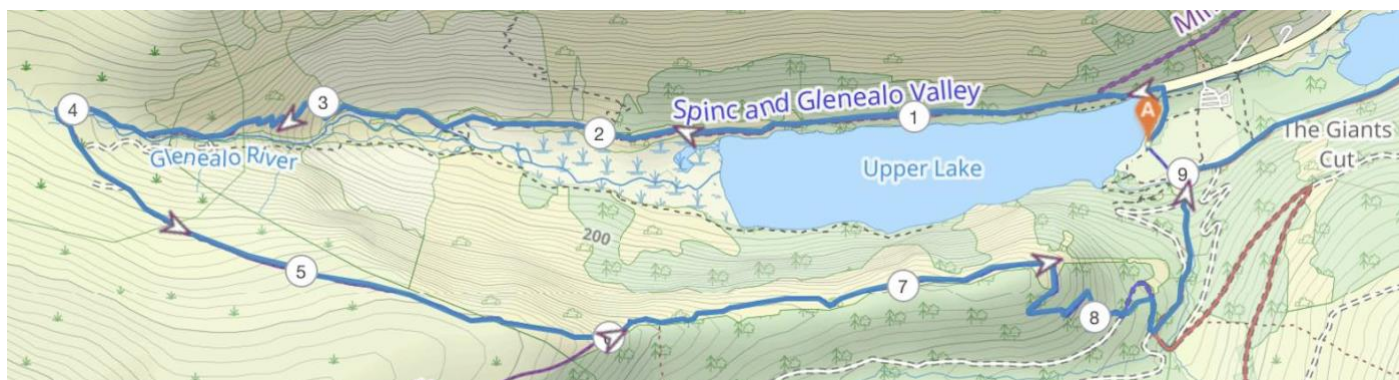 Mi
3
4
Spinc and Glenealo Valley
1
A
2
The Giants
Cut
Glenealo River
Upper Lake
9
200
5
7
8